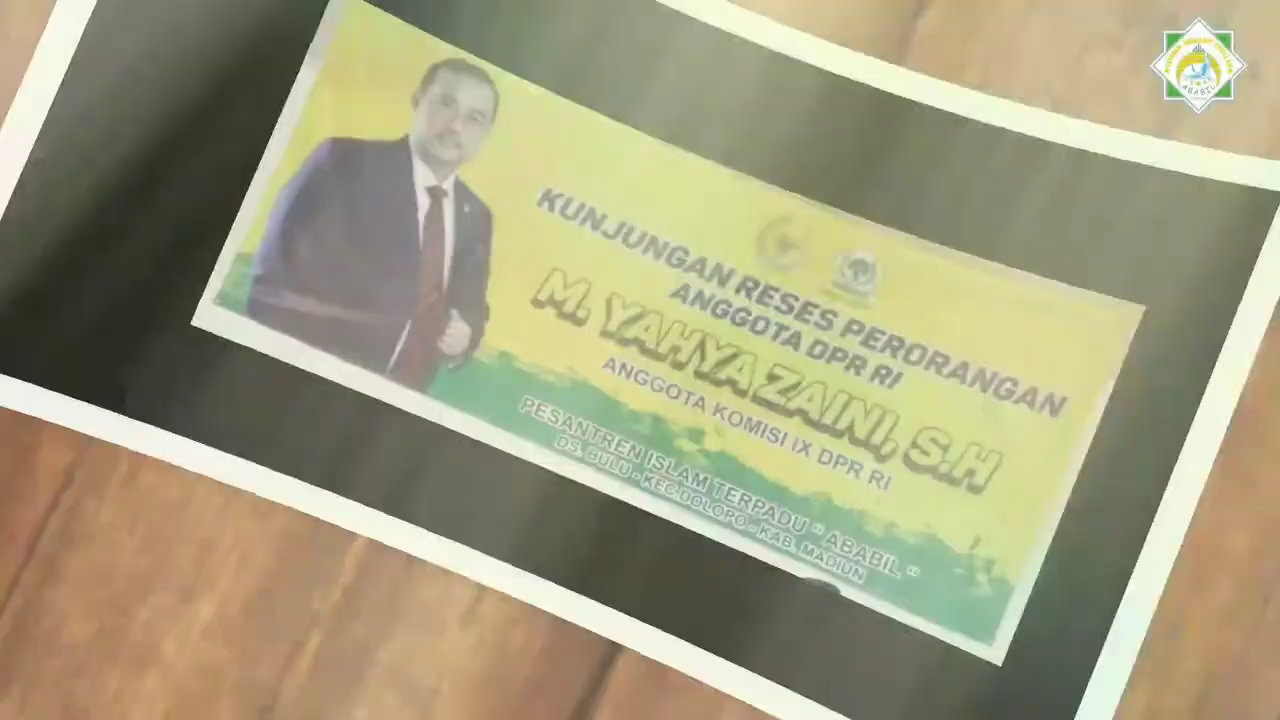 KUNJUNGAN RESES PERORANGAN
ANGGOTA DPR RI
M. YAHYA ZAINI, S.H
ANGGOTA KOMISI IX DPR RI
PESANTREN ISLAM TERPADU " ABABIL "
DS. BULU - KEC.DOLOPO - KAB. MADIUN
ABABIL